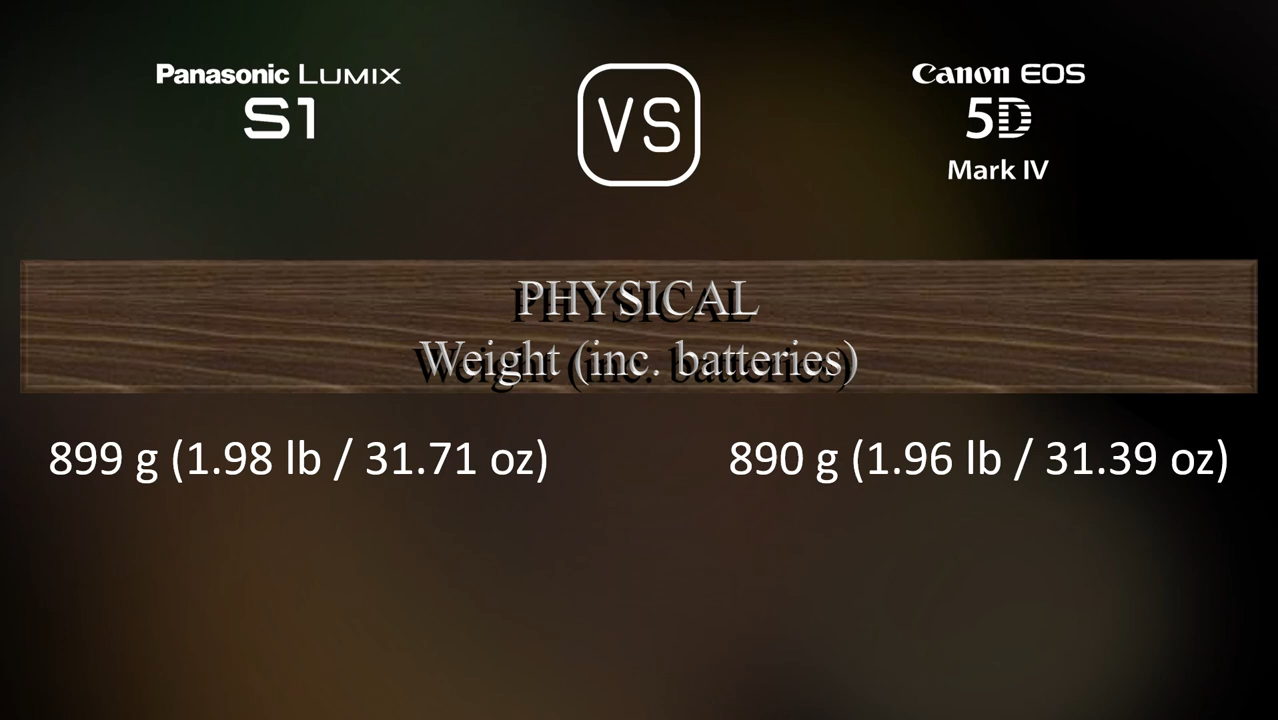 Panasonic LUMIX
S1
VS
Canon EOS
5D
Mark IV
PHYSICAL
Weight (inc. batteries)
899 g (1.98 lb / 31.71 oz)
890 g (1.96 lb / 31.39 oz)